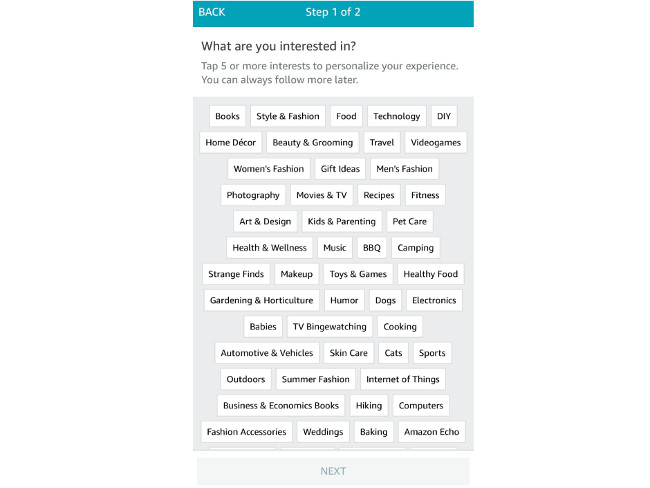 BACK Step 1 of 2
What are you interested in?
Tap 5 or more interests to personalize your experience.
You can always follow more later.
Books Style & Fashion Food Technology DIY
Home Décor Beauty & Grooming Travel Videogames
Women's Fashion Gift Ideas Men's Fashion
Photography Movies & TV Recipes Fitness
Art & Design Kids & Parenting Pet Care
Health & Wellness Music BBQ Camping
Strange Finds Makeup Toys & Games Healthy Food
Gardening & Horticulture Humor Dogs Electronics
Babies TV Bingewatching Cooking
Automotive & Vehicles Skin Care Cats Sports
Outdoors Summer Fashion Internet of Things
Business & Economics Books Hiking Computers
Fashion Accessories Weddings Baking Amazon Echo
NEXT